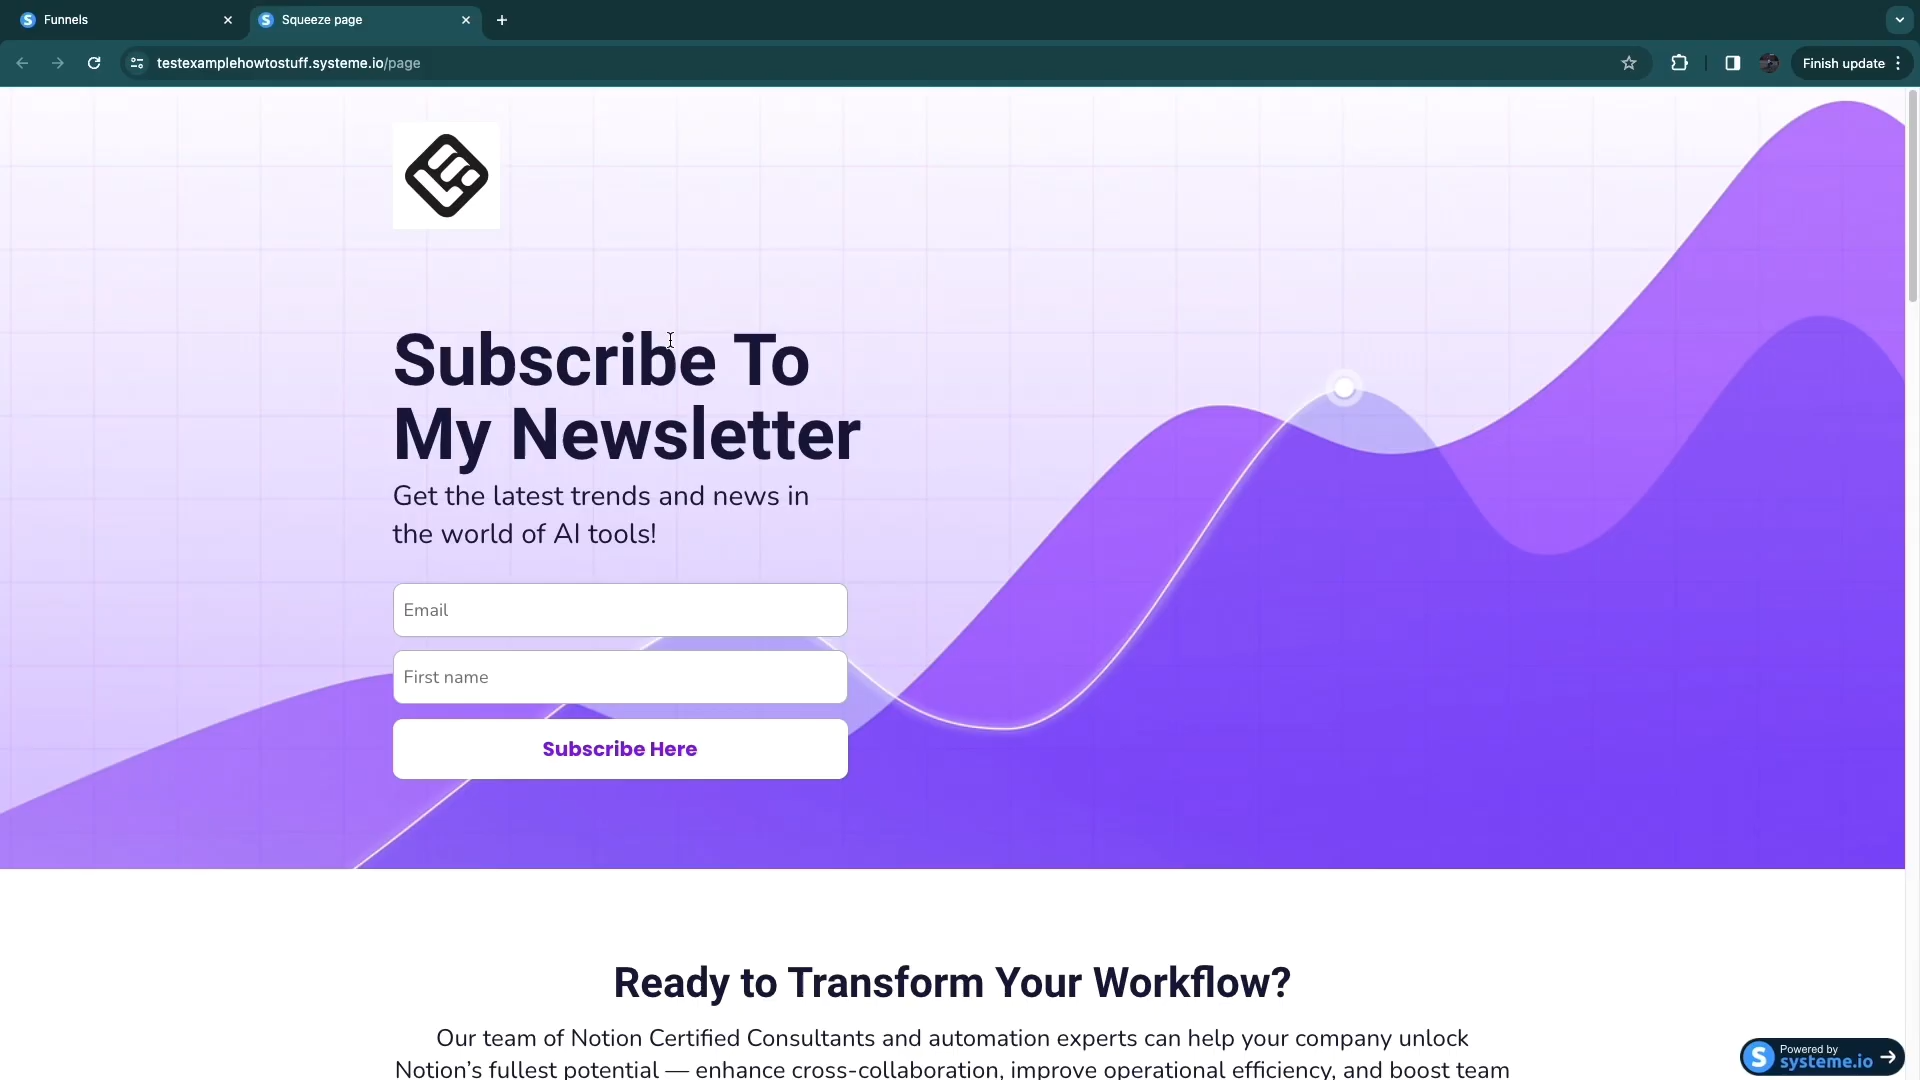 Funnels
Squeeze page
testexamplehowtostuff.systeme.io/page
Finish update
Subscribe To
My Newsletter
Get the latest trends and news in
the world of AI tools!
Email
First name
Subscribe Here
Ready to Transform Your Workflow?
Our team of Notion Certified Consultants and automation experts can help your company unlock
Notion’s fullest potential — enhance cross-collaboration, improve operational efficiency, and boost team
Powered by
systeme.io